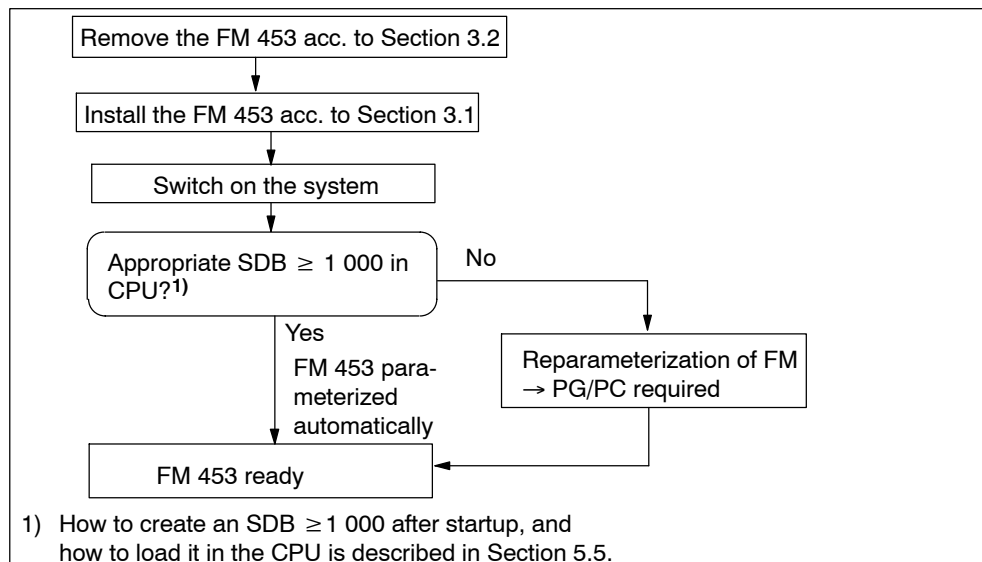 Remove the FM 453 acc. to Section 3.2
Install the FM 453 acc. to Section 3.1
Switch on the system
Appropriate SDB ≥ 1 000 in
CPU?1)
No
Yes
FM 453 para-
meterized
automatically
Reparameterization of FM
→ PG/PC required
FM 453 ready
1) How to create an SDB ≥ 1 000 after startup, and
how to load it in the CPU is described in Section 5.5.